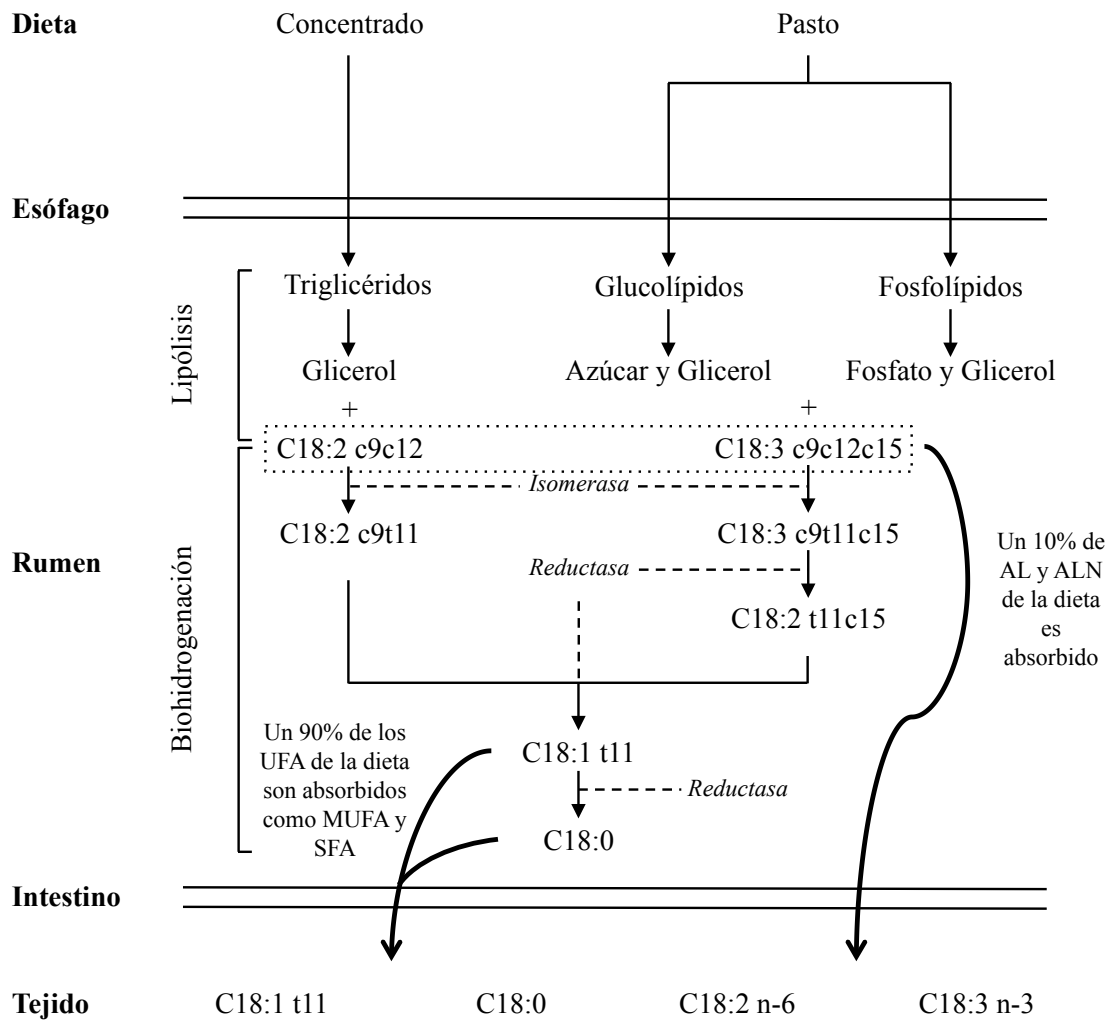 Dieta
Concentrado
Pasto
Esófago
Lipólisis
Triglicéridos
Glucolípidos
Fosfolípidos
Glicerol
Azúcar y Glicerol
Fosfato y Glicerol
+
+
C18:2 c9c12
C18:3 c9c12c15
Isomerasa
C18:2 c9t11
C18:3 c9t11c15
Rumen
Biohidrogenación
Reductasa
C18:2 t11c15
Un 10% de
AL y ALN
de la dieta
es
absorbido
Un 90% de los
UFA de la dieta
son absorbidos
como MUFA y
SFA
C18:1 t11
Reductasa
C18:0
Intestino
Tejido
C18:1 t11
C18:0
C18:2 n-6
C18:3 n-3